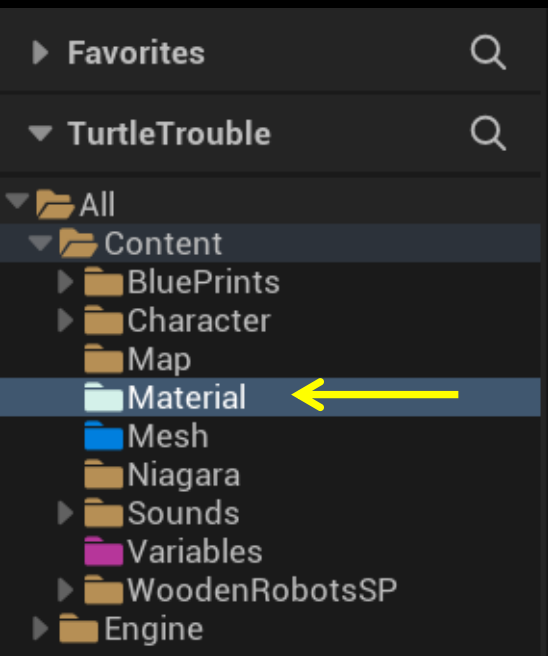 Favorites
TurtleTrouble
All
Content
BluePrints
Character
Map
Material
Mesh
Niagara
Sounds
Variables
WoodenRobotsSP
Engine